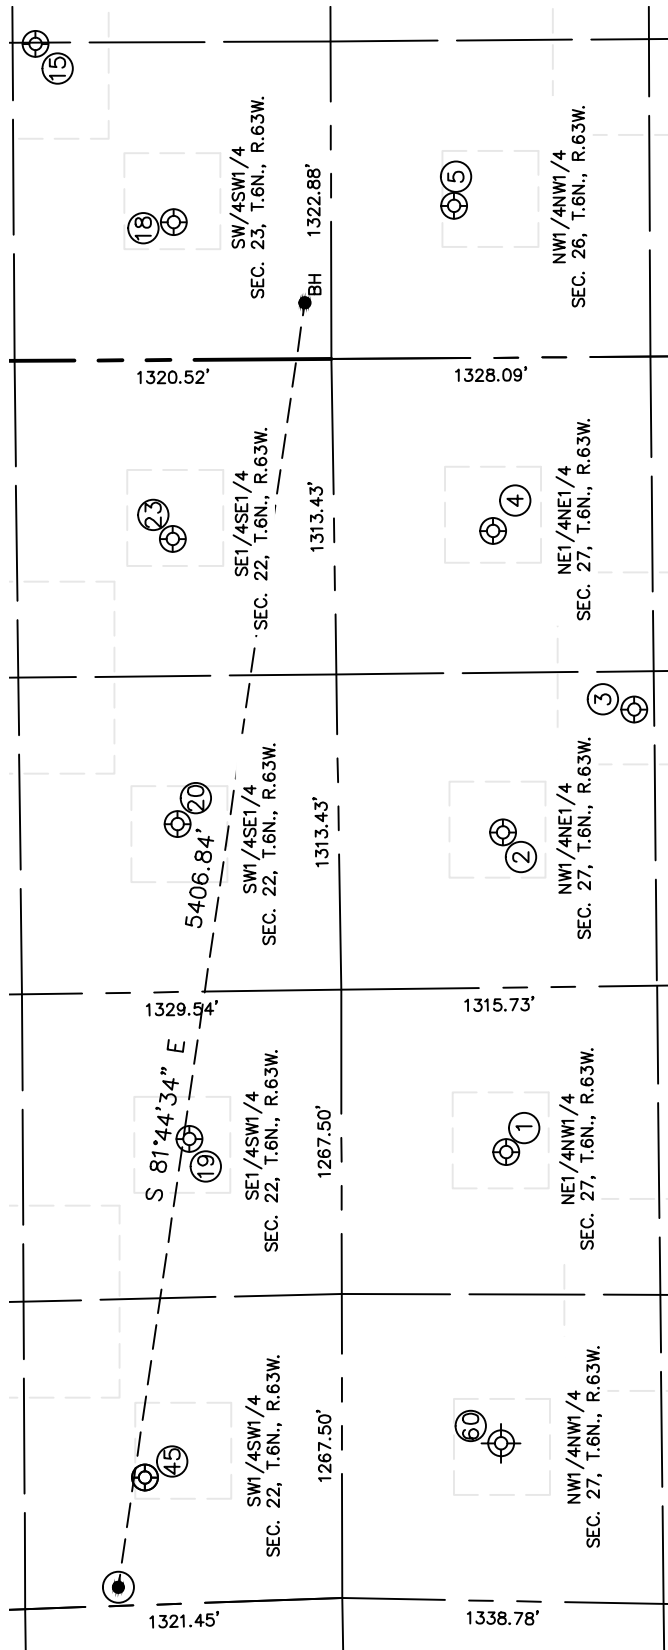 15
18
SW/4SW1/4
SEC. 23, T.6N., R.63W.
1322.88'
BH
5
NW1/4NW1/4
SEC. 26, T.6N., R.63W.
1320.52'
1328.09'
23
SE1/4SE1/4
SEC. 22, T.6N., R.63W.
1313.43'
4
NE1/4NE1/4
SEC. 27, T.6N., R.63W.
3
20
SW1/4SE1/4
SEC. 22, T.6N., R.63W.
1313.43'
2
NW1/4NE1/4
SEC. 27, T.6N., R.63W.
S 81°44'34" E
5406.84'
1329.54'
1315.73'
19
SE1/4SW1/4
SEC. 22, T.6N., R.63W.
1267.50'
1
NE1/4NW1/4
SEC. 27, T.6N., R.63W.
45
SW1/4SW1/4
SEC. 22, T.6N., R.63W.
1267.50'
60
NW1/4NW1/4
SEC. 27, T.6N., R.63W.
1321.45'
1338.78'